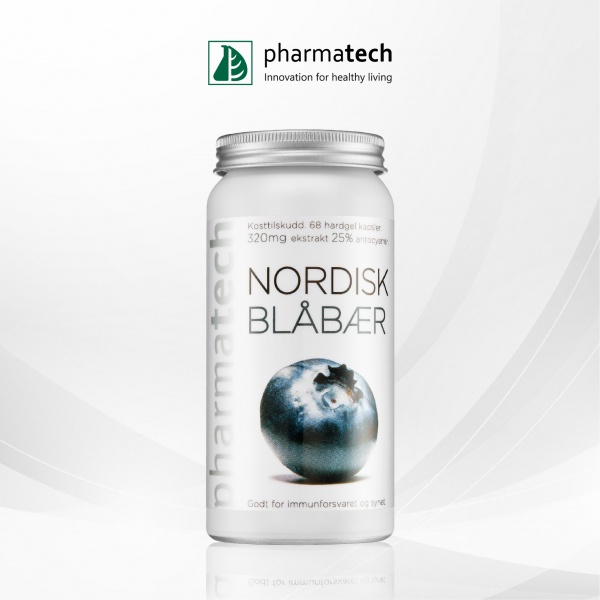 pharmatech
Innovation for healthy living
pharmatech
Kosttilskudd. 68 hardgel kapsler
320mg ekstrakt 25% antocyaner
NORDISK
BLÅBÆR
Godt for immunforsvaret og synet